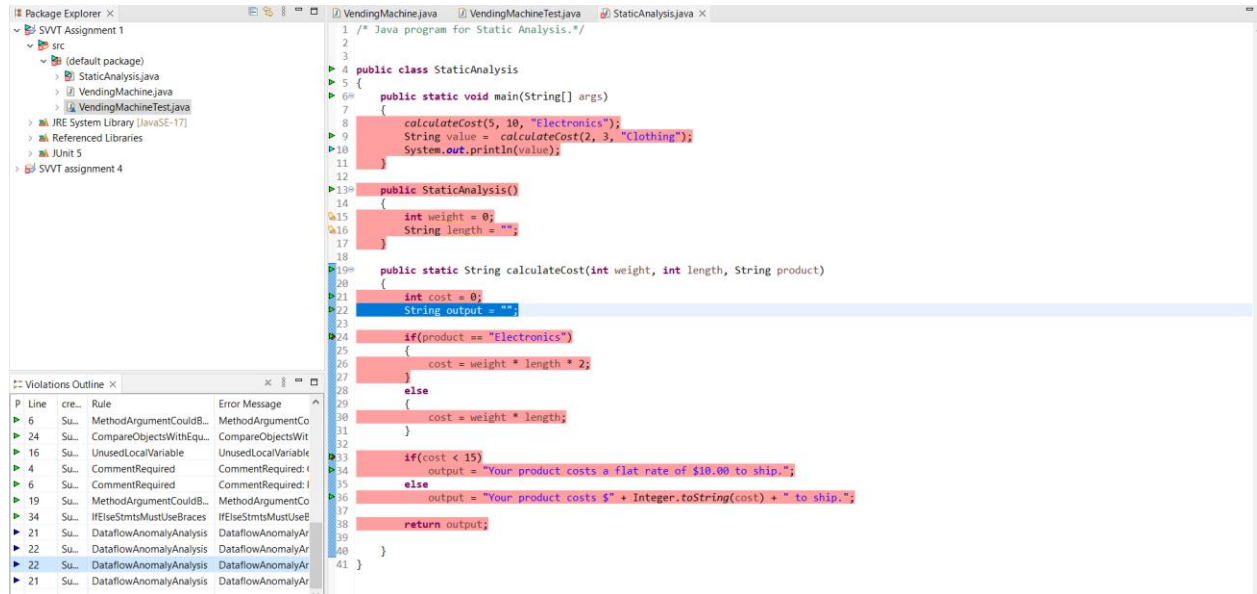 Package Explorer ×
SVVT Assignment 1
src
(default package)
StaticAnalysis.java
VendingMachine.java
VendingMachineTest.java
JRE System Library [JavaSE-17]
Referenced Libraries
JUnit 5
SVVT assignment 4
Violations Outline ×
P Line cre... Rule Error Message
6 Su... MethodArgumentCouldB... MethodArgumentCo
24 Su... CompareObjectsWithEqu... CompareObjectsWit
16 Su... UnusedLocalVariable UnusedLocalVariable
4 Su... CommentRequired CommentRequired:
6 Su... CommentRequired CommentRequired:
19 Su... MethodArgumentCouldB... MethodArgumentCo
34 Su... IfElseStmtsMustUseBraces IfElseStmtsMustUseB
21 Su... DataflowAnomalyAnalysis DataflowAnomalyAr
22 Su... DataflowAnomalyAnalysis DataflowAnomalyAr
22 Su... DataflowAnomalyAnalysis DataflowAnomalyAr
21 Su... DataflowAnomalyAnalysis DataflowAnomalyAr
VendingMachine.java VendingMachineTest.java StaticAnalysis.java ×
1 /* Java program for Static Analysis.*/
2
3
4 public class StaticAnalysis
5 {
6 public static void main(String[] args)
7 {
8 calculateCost(5, 10, "Electronics");
9 String value = calculateCost(2, 3, "Clothing");
10 System.out.println(value);
11 }
12
13 public StaticAnalysis()
14 {
15 int weight = 0;
16 String length = "";
17 }
18
19 public static String calculateCost(int weight, int length, String product)
20 {
21 int cost = 0;
22 String output = "";
23
24 if(product == "Electronics")
25 {
26 cost = weight * length * 2;
27 }
28 else
29 {
30 cost = weight * length;
31 }
32
33 if(cost < 15)
34 output = "Your product costs a flat rate of $10.00 to ship.";
35 else
36 output = "Your product costs $" + Integer.toString(cost) + " to ship.";
37
38 return output;
39
40 }
41 }